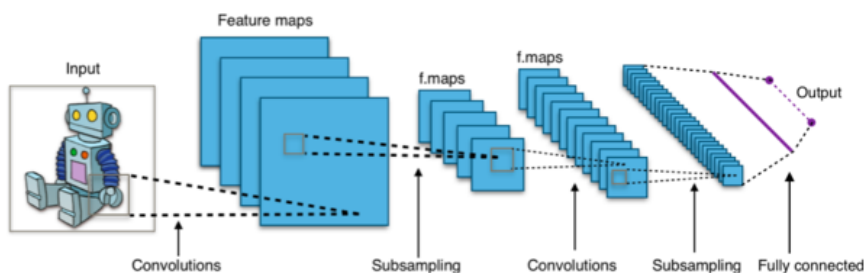 Feature maps
Input
f.maps
f.maps
Output
Convolutions
Subsampling
Convolutions
Subsampling
Fully connected